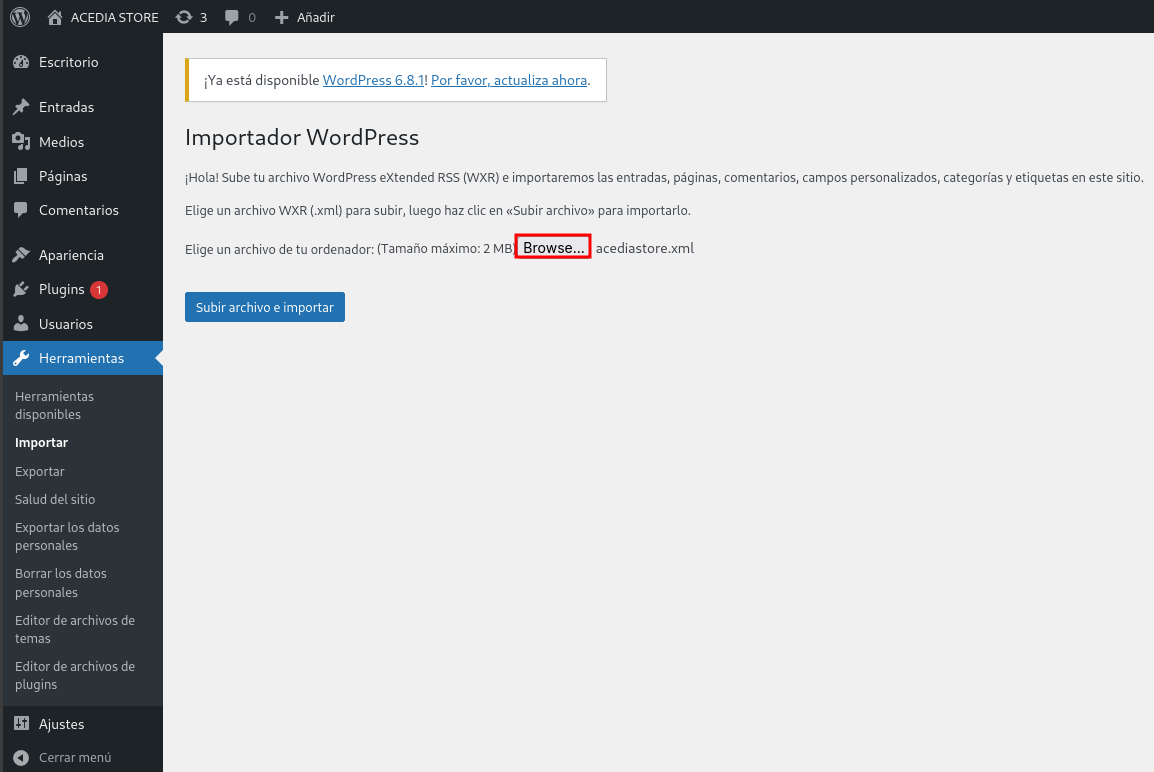 ACEDIA STORE 3 0 Añadir
Escritorio
Entradas
Medios
Páginas
Comentarios
Apariencia
Plugins 1
Usuarios
Herramientas
Herramientas
disponibles
Importar
Exportar
Salud del sitio
Exportar los datos
personales
Borrar los datos
personales
Editor de archivos de
temas
Editor de archivos de
plugins
Ajustes
Cerrar menú
¡Ya está disponible WordPress 6.8.1! Por favor, actualiza ahora.
Importador WordPress
¡Hola! Sube tu archivo WordPress eXtended RSS (WXR) e importaremos las entradas, páginas, comentarios, campos personalizados, categorías y etiquetas en este sitio.
Elige un archivo WXR (.xml) para subir, luego haz clic en «Subir archivo» para importarlo.
Elige un archivo de tu ordenador: (Tamaño máximo: 2 MB) Browse... acediastore.xml
Subir archivo e importar